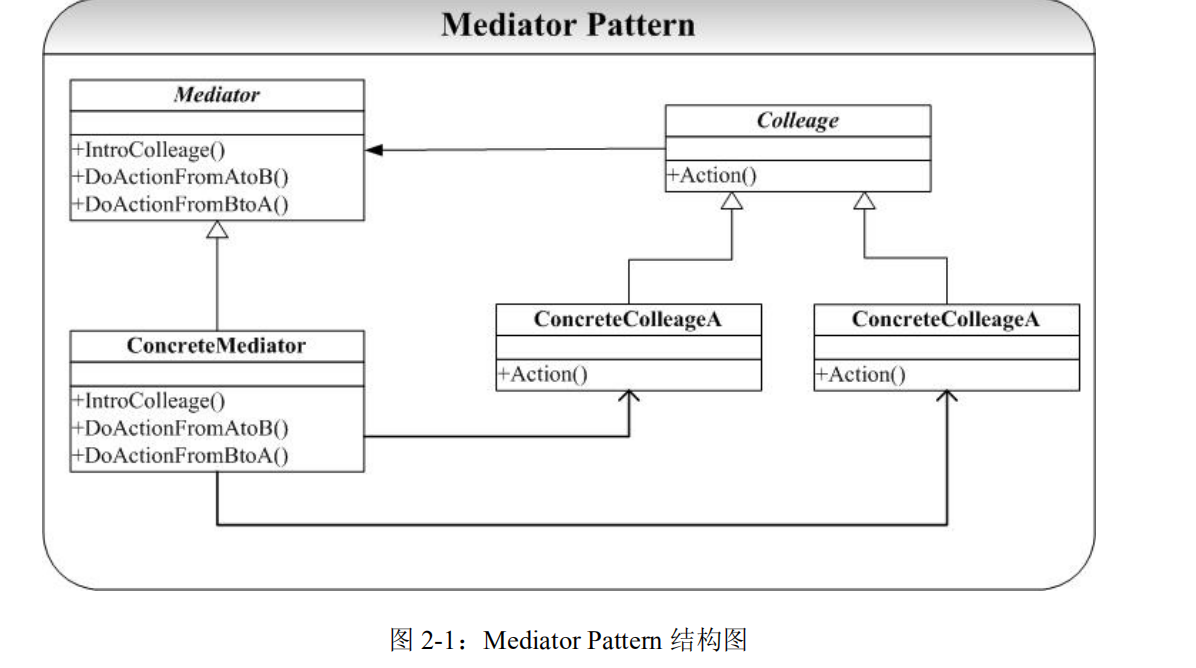 Mediator Pattern
Mediator
+IntroColleage()
+DoActionFromAtoB()
+DoActionFromBtoA()
Colleage
+Action()
ConcreteMediator
+IntroColleage()
+DoActionFromAtoB()
+DoActionFromBtoA()
ConcreteColleageA
+Action()
ConcreteColleageA
+Action()
图 2-1：Mediator Pattern 结构图